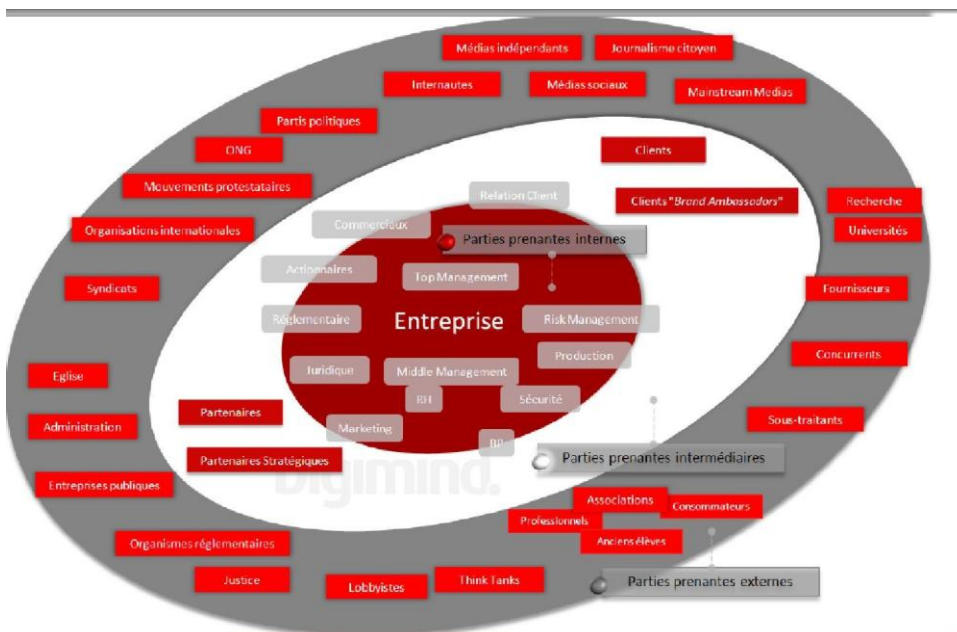 Médias indépendants
Journalisme citoyen
Internautes
Médias sociaux
Mainstream Medias
Partis politiques
ONG
Clients
Mouvements protestataires
Relation Client
Clients "Brand Ambassadors"
Recherche
Organisations internationales
Commerciaux
Parties prenantes internes
Universités
Actionnaires
Top Management
Syndicats
Fournisseurs
Réglementaire
Entreprise
Risk Management
Production
Concurrents
Eglise
Juridique
Middle Management
RH
Sécurité
Partenaires
Administration
Marketing
Sous-traitants
Partenaires Stratégiques
Parties prenantes intermédiaires
digimind.
Entreprises publiques
Associations
Consommateurs
Professionnels
Anciens élèves
Organismes réglementaires
Justice
Lobbyistes
Think Tanks
Parties prenantes externes